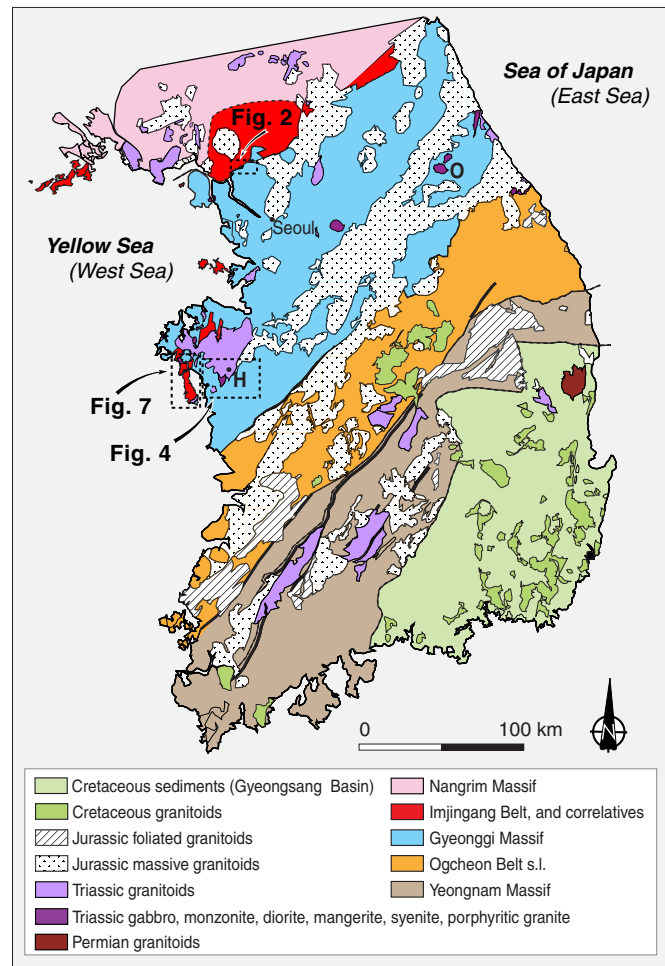 Sea of Japan
(East Sea)
Fig. 2
O
Seoul
Yellow Sea
(West Sea)
H
Fig. 7
Fig. 4
N
0 100 km
Cretaceous sediments (Gyeongsang Basin)
Cretaceous granitoids
Jurassic foliated granitoids
Jurassic massive granitoids
Triassic granitoids
Triassic gabbro, monzonite, diorite, mangerite, syenite, porphyritic granite
Permian granitoids
Nangrim Massif
Imjingang Belt, and correlatives
Gyeonggi Massif
Ogcheon Belt s.l.
Yeongnam Massif